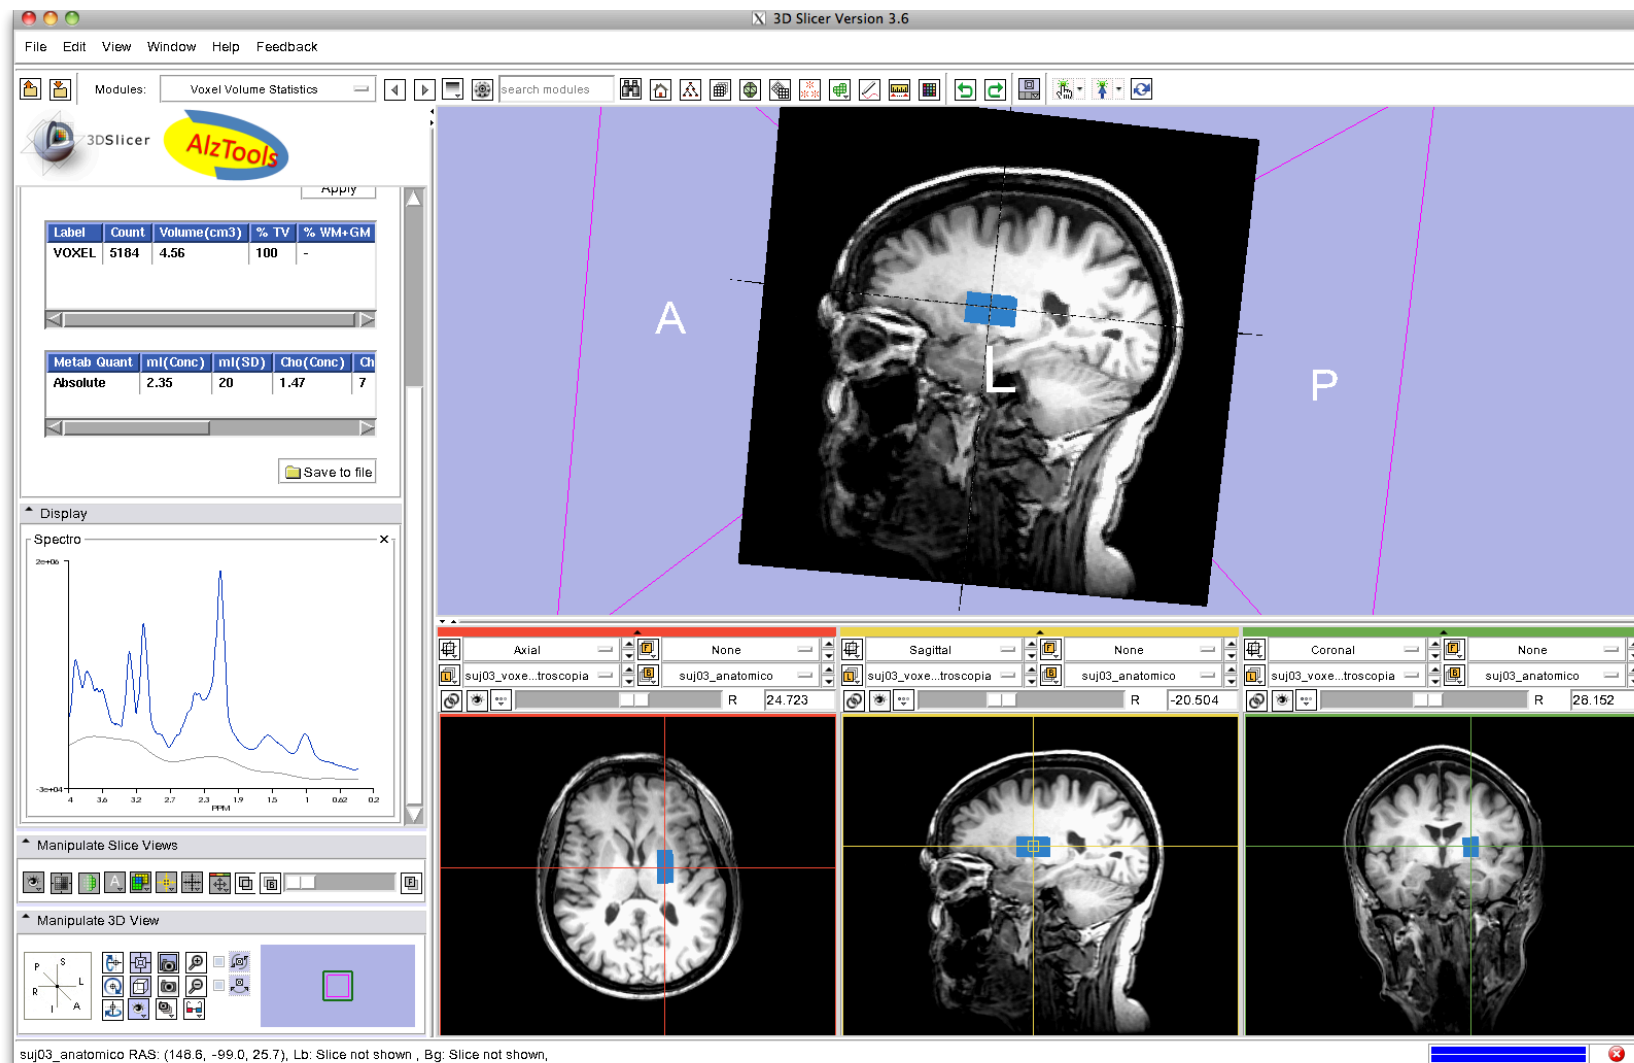 3D Slicer Version 3.6
File Edit View Window Help Feedback
Modules: Voxel Volume Statistics search modules
3DSlicer AlzTools
Apply
Label Count Volume(cm3) % TV % WM+GM
VOXEL 5184 4.56 100 -
Metab Quant mI(Conc) mI(SD) Cho(Conc) Ch
Absolute 2.35 20 1.47 7
Save to file
Display
Spectro
2e+06
-3e+04
4 3.6 3.2 2.7 2.3 1.9 1.5 1 0.62 0.2
PPM
Manipulate Slice Views
Manipulate 3D View
P S L R I A
A L P
Axial None
suj03_voxe...troscopia suj03_anatomico
R 24.723
Sagittal None
suj03_voxe...troscopia suj03_anatomico
R -20.504
Coronal None
suj03_voxe...troscopia suj03_anatomico
R 28.152
suj03_anatomico RAS: (148.6, -99.0, 25.7), Lb: Slice not shown , Bg: Slice not shown,